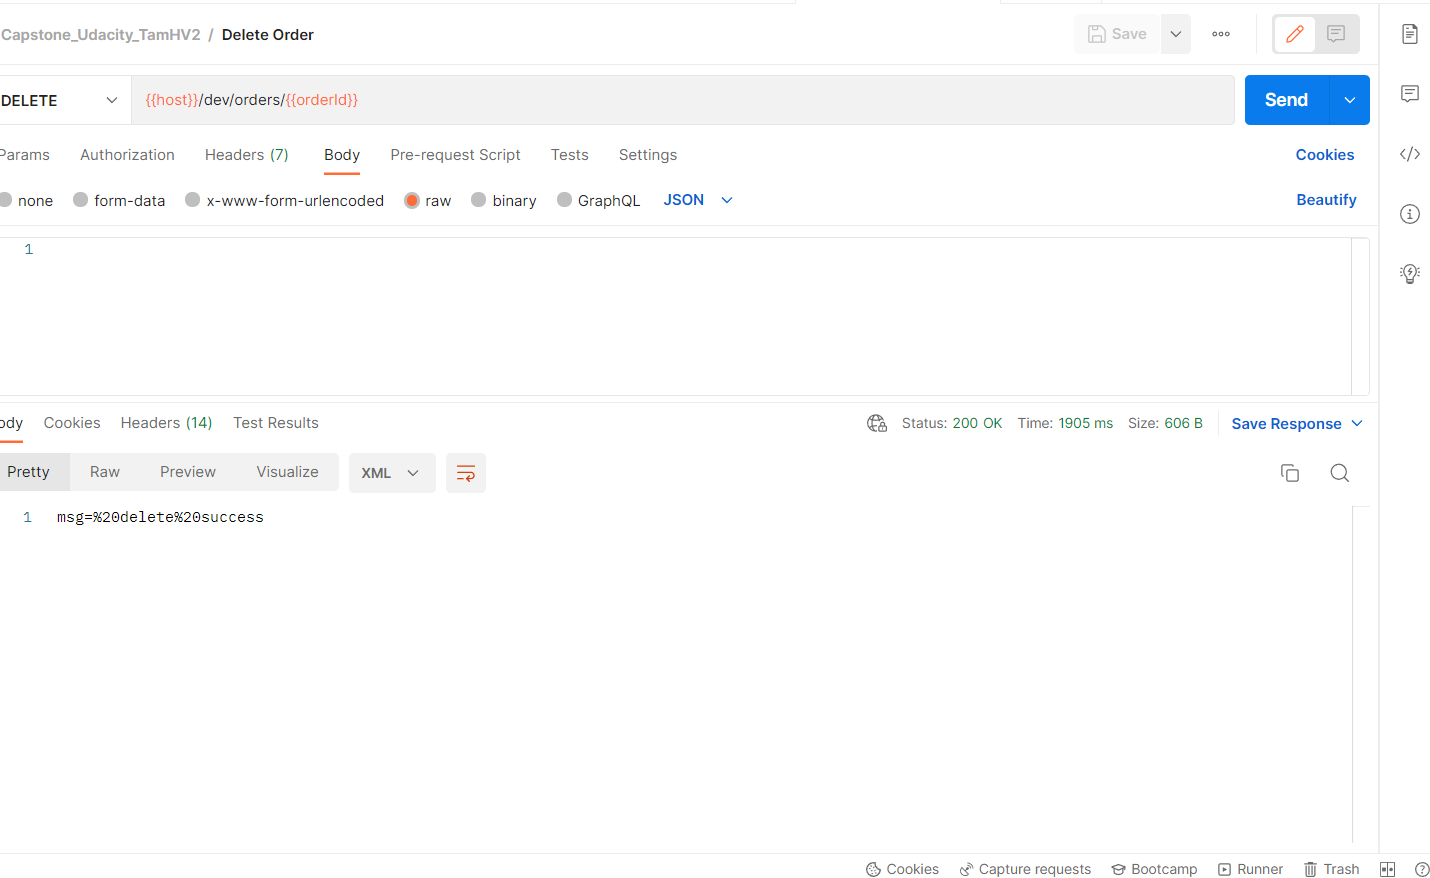 Capstone_Udacity_TamHV2 / Delete Order Save
DELETE {{host}}/dev/orders/{{orderId}} Send
Params Authorization Headers (7) Body Pre-request Script Tests Settings Cookies
none form-data x-www-form-urlencoded raw binary GraphQL JSON Beautify
1
ody Cookies Headers (14) Test Results Status: 200 OK Time: 1905 ms Size: 606 B Save Response
Pretty Raw Preview Visualize XML
1 msg=%20delete%20success
Cookies Capture requests Bootcamp Runner Trash